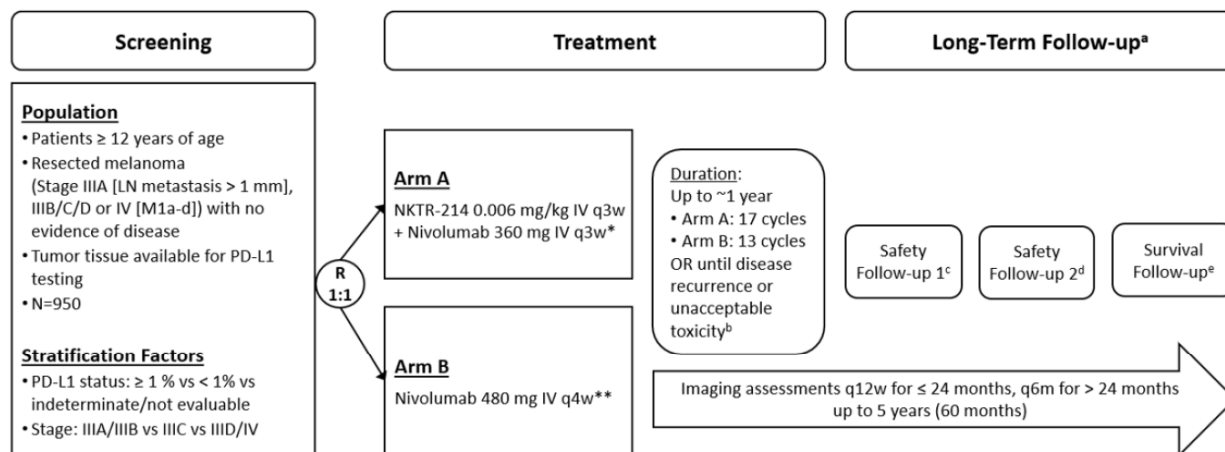 Screening
Treatment
Long-Term Follow-upᵃ
Population
• Patients ≥ 12 years of age
• Resected melanoma
(Stage IIIA [LN metastasis > 1 mm],
IIIB/C/D or IV [M1a-d]) with no
evidence of disease
• Tumor tissue available for PD-L1
testing
• N=950
Stratification Factors
• PD-L1 status: ≥ 1 % vs < 1% vs
indeterminate/not evaluable
• Stage: IIIA/IIIB vs IIIC vs IIID/IV
R
1:1
Arm A
NKTR-214 0.006 mg/kg IV q3w
+ Nivolumab 360 mg IV q3w*
Arm B
Nivolumab 480 mg IV q4w**
Duration:
Up to ~1 year
• Arm A: 17 cycles
• Arm B: 13 cycles
OR until disease
recurrence or
unacceptable
toxicityᵇ
Safety
Follow-up 1ᶜ
Safety
Follow-up 2ᵈ
Survival
Follow-upᵉ
Imaging assessments q12w for ≤ 24 months, q6m for > 24 months
up to 5 years (60 months)